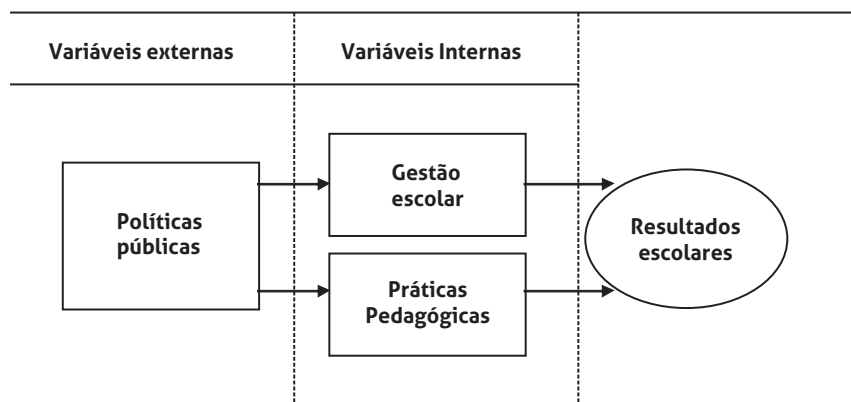 Variáveis externas
Variáveis Internas
Políticas
públicas
Gestão
escolar
Práticas
Pedagógicas
Resultados
escolares